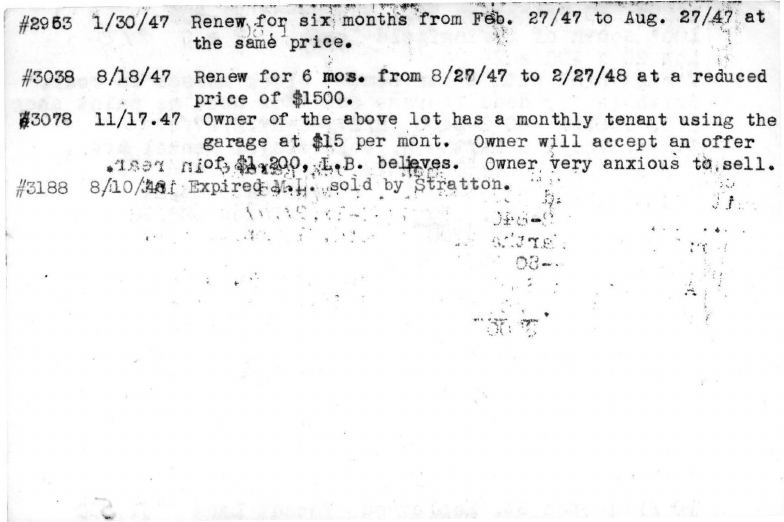 #2963 1/30/47 Renew for six months from Feb. 27/47 to Aug. 27/47 at
the same price.
#3038 8/18/47 Renew for 6 mos. from 8/27/47 to 2/27/48 at a reduced
price of $1500.
#3078 11/17.47 Owner of the above lot has a monthly tenant using the
garage at $15 per mont. Owner will accept an offer
of $1,200, L.B. believes. Owner very anxious to sell.
#3188 8/10/48 Expired M.L. sold by Stratton.